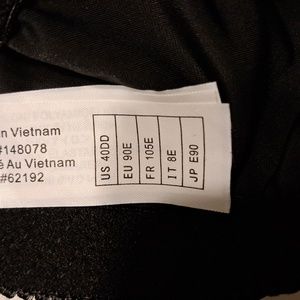 n Vietnam
#148078
é Au Vietnam
#62192
US 40DD
EU 90E
FR 105E
IT 8E
JP E90